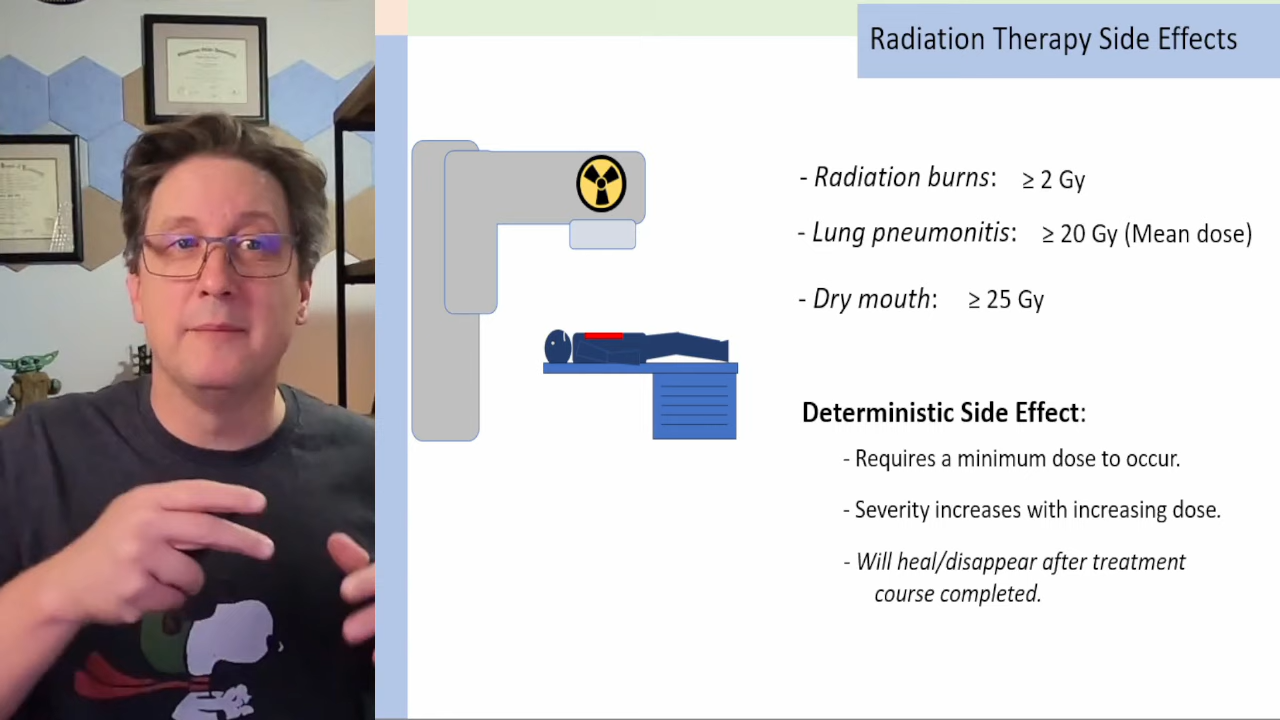 Radiation Therapy Side Effects
- Radiation burns: ≥ 2 Gy
- Lung pneumonitis: ≥ 20 Gy (Mean dose)
- Dry mouth: ≥ 25 Gy
Deterministic Side Effect:
- Requires a minimum dose to occur.
- Severity increases with increasing dose.
- Will heal/disappear after treatment
course completed.